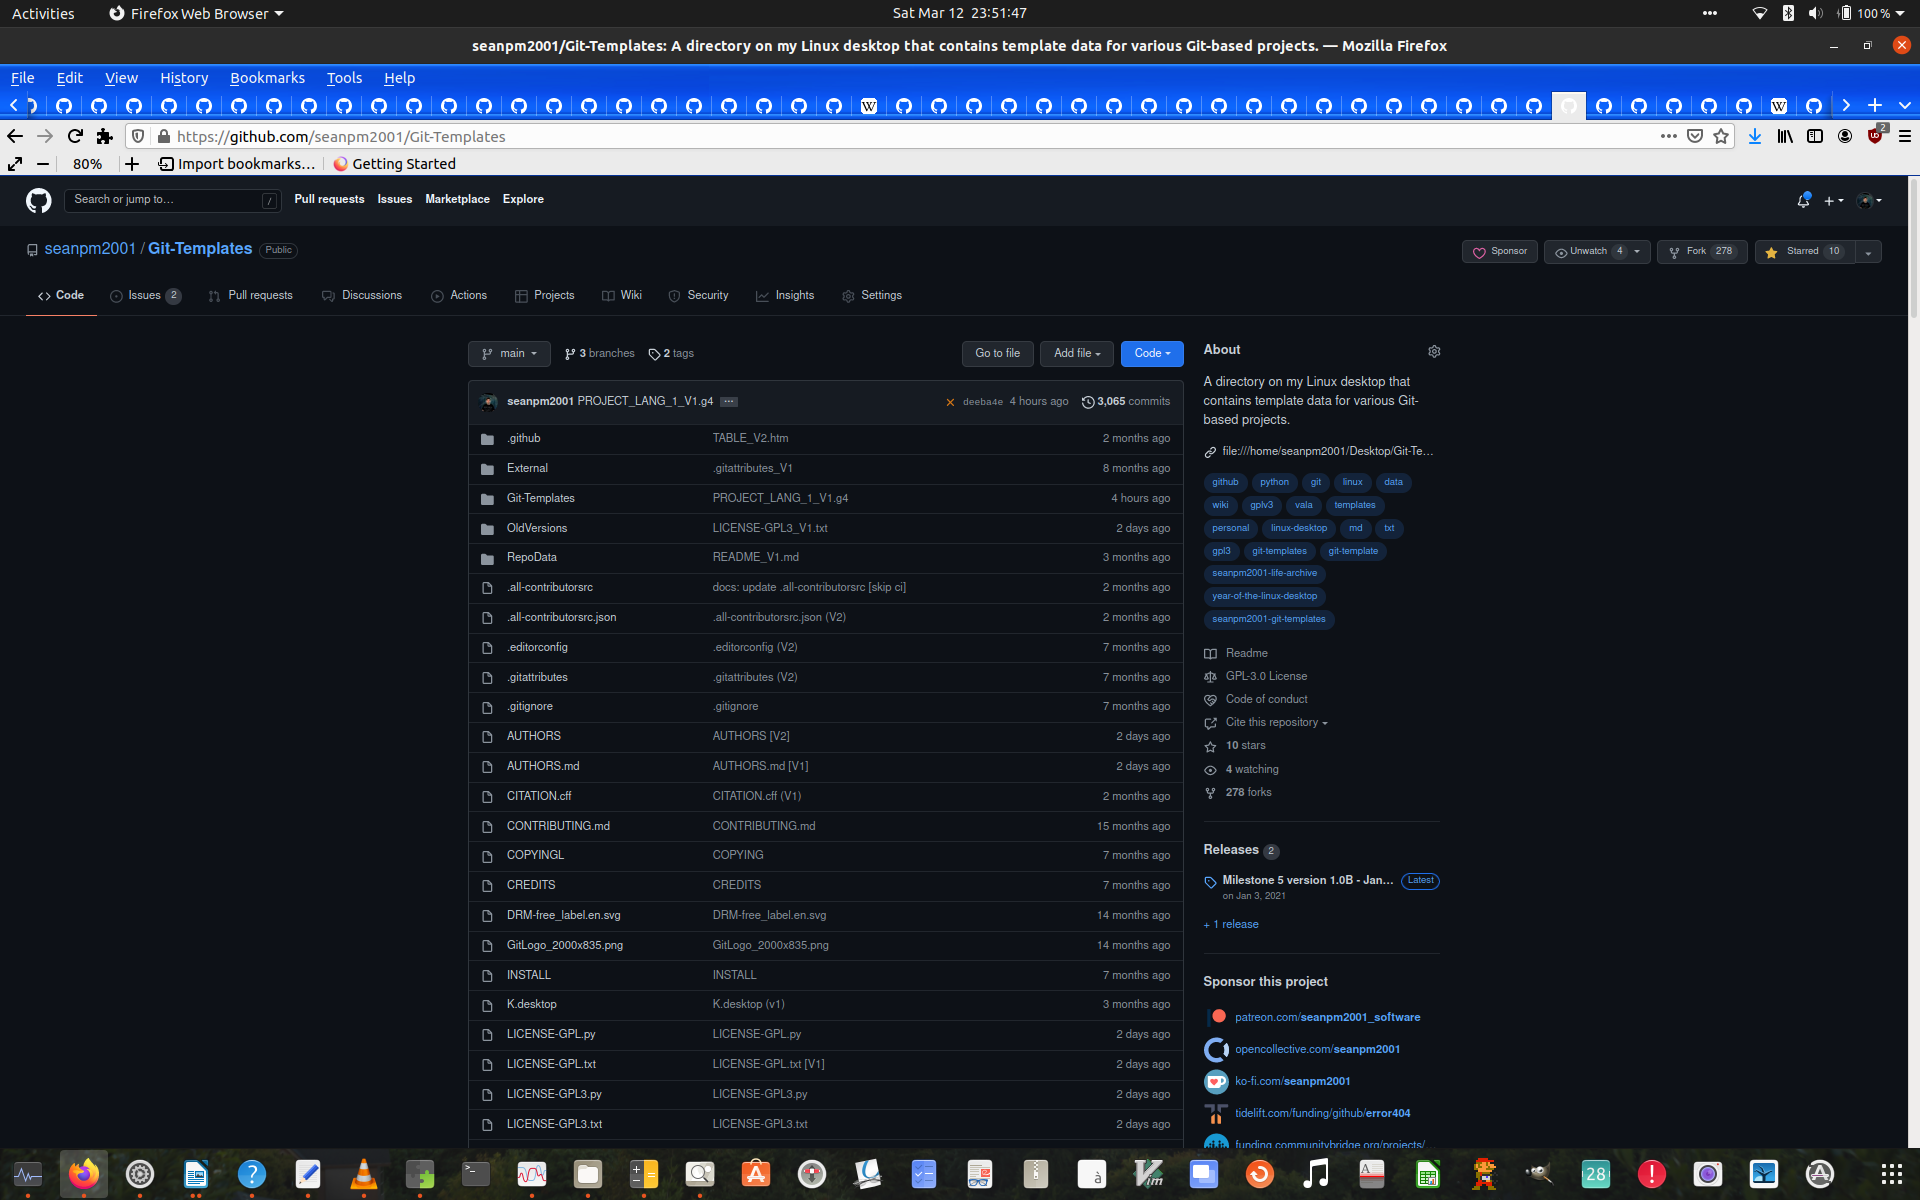 Activities
Firefox Web Browser
Sat Mar 12 23:51:47
100 %
seanpm2001/Git-Templates: A directory on my Linux desktop that contains template data for various Git-based projects. — Mozilla Firefox
File Edit View History Bookmarks Tools Help
W W
https://github.com/seanpm2001/Git-Templates
2
80%
Import bookmarks…
Getting Started
Search or jump to… /
Pull requests Issues Marketplace Explore
seanpm2001 / Git-Templates Public
Sponsor
Unwatch 4
Fork 278
Starred 10
Code
Issues 2
Pull requests
Discussions
Actions
Projects
Wiki
Security
Insights
Settings
main
3 branches
2 tags
Go to file
Add file
Code
seanpm2001 PROJECT_LANG_1_V1.g4 ... deeba4e 4 hours ago 3,065 commits
.github TABLE_V2.htm 2 months ago
External .gitattributes_V1 8 months ago
Git-Templates PROJECT_LANG_1_V1.g4 4 hours ago
OldVersions LICENSE-GPL3_V1.txt 2 days ago
RepoData README_V1.md 3 months ago
.all-contributorsrc docs: update .all-contributorsrc [skip ci] 2 months ago
.all-contributorsrc.json .all-contributorsrc.json (V2) 2 months ago
.editorconfig .editorconfig (V2) 7 months ago
.gitattributes .gitattributes (V2) 7 months ago
.gitignore .gitignore 7 months ago
AUTHORS AUTHORS [V2] 2 days ago
AUTHORS.md AUTHORS.md [V1] 2 days ago
CITATION.cff CITATION.cff (V1) 2 months ago
CONTRIBUTING.md CONTRIBUTING.md 15 months ago
COPYINGL COPYING 7 months ago
CREDITS CREDITS 7 months ago
DRM-free_label.en.svg DRM-free_label.en.svg 14 months ago
GitLogo_2000x835.png GitLogo_2000x835.png 14 months ago
INSTALL INSTALL 7 months ago
K.desktop K.desktop (v1) 3 months ago
LICENSE-GPL.py LICENSE-GPL.py 2 days ago
LICENSE-GPL.txt LICENSE-GPL.txt [V1] 2 days ago
LICENSE-GPL3.py LICENSE-GPL3.py 2 days ago
LICENSE-GPL3.txt LICENSE-GPL3.txt 2 days ago
About
A directory on my Linux desktop that
contains template data for various Git-
based projects.
file:///home/seanpm2001/Desktop/Git-Te…
github python git linux data
wiki gplv3 vala templates
personal linux-desktop md txt
gpl3 git-templates git-template
seanpm2001-life-archive
year-of-the-linux-desktop
seanpm2001-git-templates
Readme
GPL-3.0 License
Code of conduct
Cite this repository
10 stars
4 watching
278 forks
Releases 2
Milestone 5 version 1.0B - Jan… Latest
on Jan 3, 2021
+ 1 release
Sponsor this project
patreon.com/seanpm2001_software
opencollective.com/seanpm2001
ko-fi.com/seanpm2001
tidelift.com/funding/github/error404
funding.communitybridge.org/projects/
28